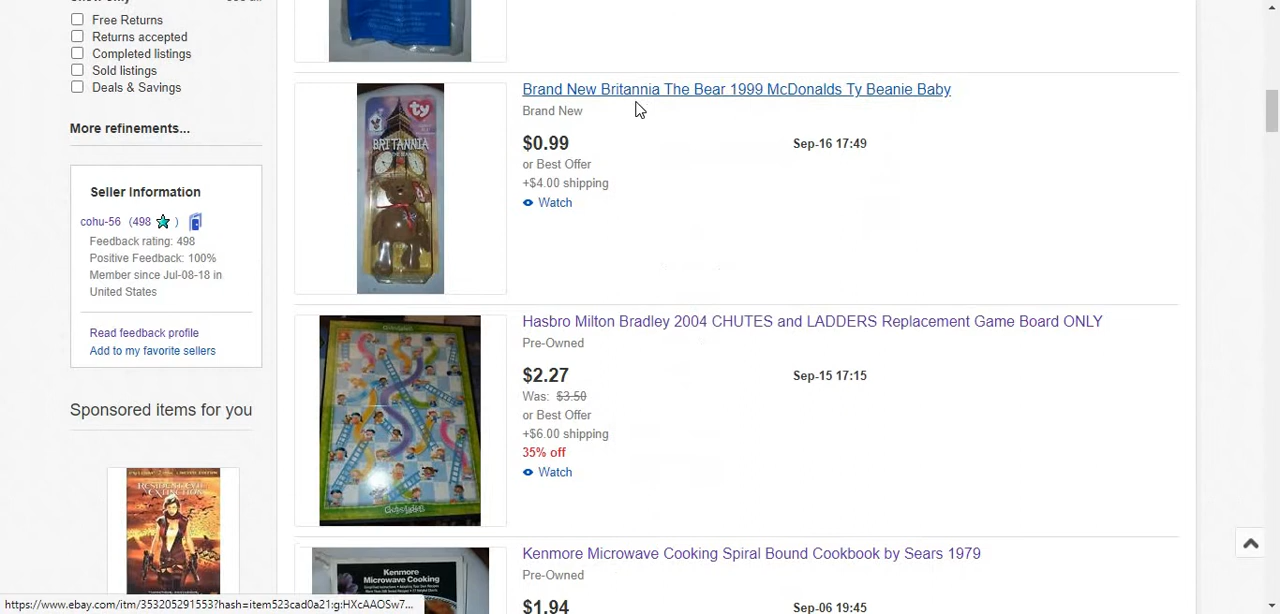 Free Returns
Returns accepted
Completed listings
Sold listings
Deals & Savings
More refinements...
Seller Information
cohu-56 (498 )
Feedback rating: 498
Positive Feedback: 100%
Member since Jul-08-18 in
United States
Read feedback profile
Add to my favorite sellers
Sponsored items for you
RESIDENT EVIL
EXTINCTION
ty
BRITANNIA
Brand New Britannia The Bear 1999 McDonalds Ty Beanie Baby
Brand New
$0.99
Sep-16 17:49
or Best Offer
+$4.00 shipping
Watch
Hasbro Milton Bradley 2004 CHUTES and LADDERS Replacement Game Board ONLY
Pre-Owned
$2.27
Sep-15 17:15
Was: $3.50
or Best Offer
+$6.00 shipping
35% off
Watch
Kenmore
Microwave Cooking
Kenmore Microwave Cooking Spiral Bound Cookbook by Sears 1979
Pre-Owned
$1.94
Sep-06 19:45
https://www.ebay.com/itm/353205291553?hash=item523cad0a21:g:HXcAAOSw7...